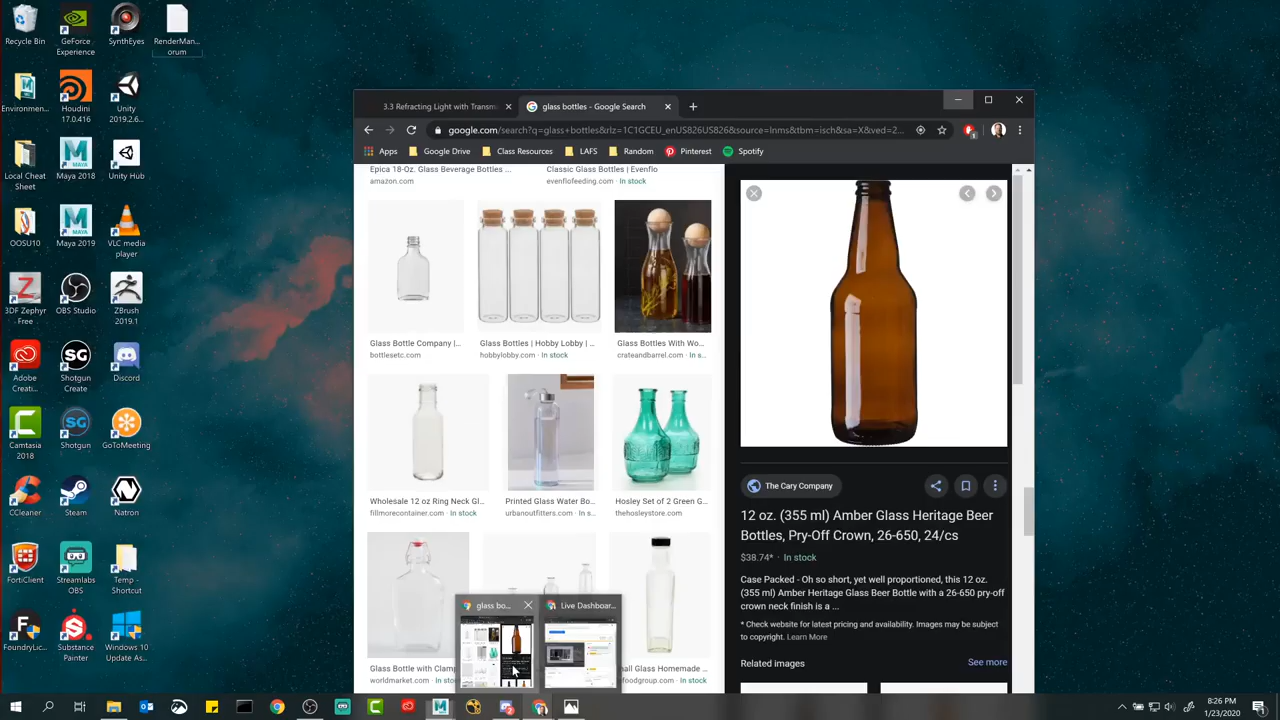 Recycle Bin
GeForce
Experience
SynthEyes
RenderMan...
orum
Environmen...
Houdini
17.0.416
Unity
2019.2.6...
Local Cheat
Sheet
Maya 2018
Unity Hub
OOSU10
Maya 2019
VLC media
player
3DF Zephyr
Free
OBS Studio
ZBrush
2019.1
Adobe
Creati...
Shotgun
Create
Discord
Camtasia
2018
Shotgun
GoToMeeting
CCleaner
Steam
Natron
FortiClient
Streamlabs
OBS
Temp -
Shortcut
FoundryLic...
Substance
Painter
Windows 10
Update As...
3.3 Refracting Light with Transm
glass bottles - Google Search
google.com/search?q=glass+bottles&rlz=1C1GCEU_enUS826US826&source=lnms&tbm=isch&sa=X&ved=2...
Apps
Google Drive
Class Resources
LAFS
Random
Pinterest
Spotify
Epica 18-Oz. Glass Beverage Bottles ...
amazon.com
Classic Glass Bottles | Evenflo
evenflofeeding.com · In stock
Glass Bottle Company |...
bottlesetc.com
Glass Bottles | Hobby Lobby | ...
hobbylobby.com · In stock
Glass Bottles With Wo...
crateandbarrel.com · In s...
Wholesale 12 oz Ring Neck Gl...
fillmorecontainer.com · In stock
Printed Glass Water Bo...
urbanoutfitters.com · In s...
Hosley Set of 2 Green G...
thehosleystore.com
Glass Bottle with Clamp
worldmarket.com · In sto
mall Glass Homemade ...
foodgroup.com · In stock
glass bo...
Live Dashboar...
The Cary Company
12 oz. (355 ml) Amber Glass Heritage Beer
Bottles, Pry-Off Crown, 26-650, 24/cs
$38.74* · In stock
Case Packed - Oh so short, yet well proportioned, this 12 oz.
(355 ml) Amber Heritage Glass Beer Bottle with a 26-650 pry-off
crown neck finish is a ...
* Check website for latest pricing and availability. Images may be subject
to copyright. Learn More
Related images
See more
8:26 PM
1/23/2020